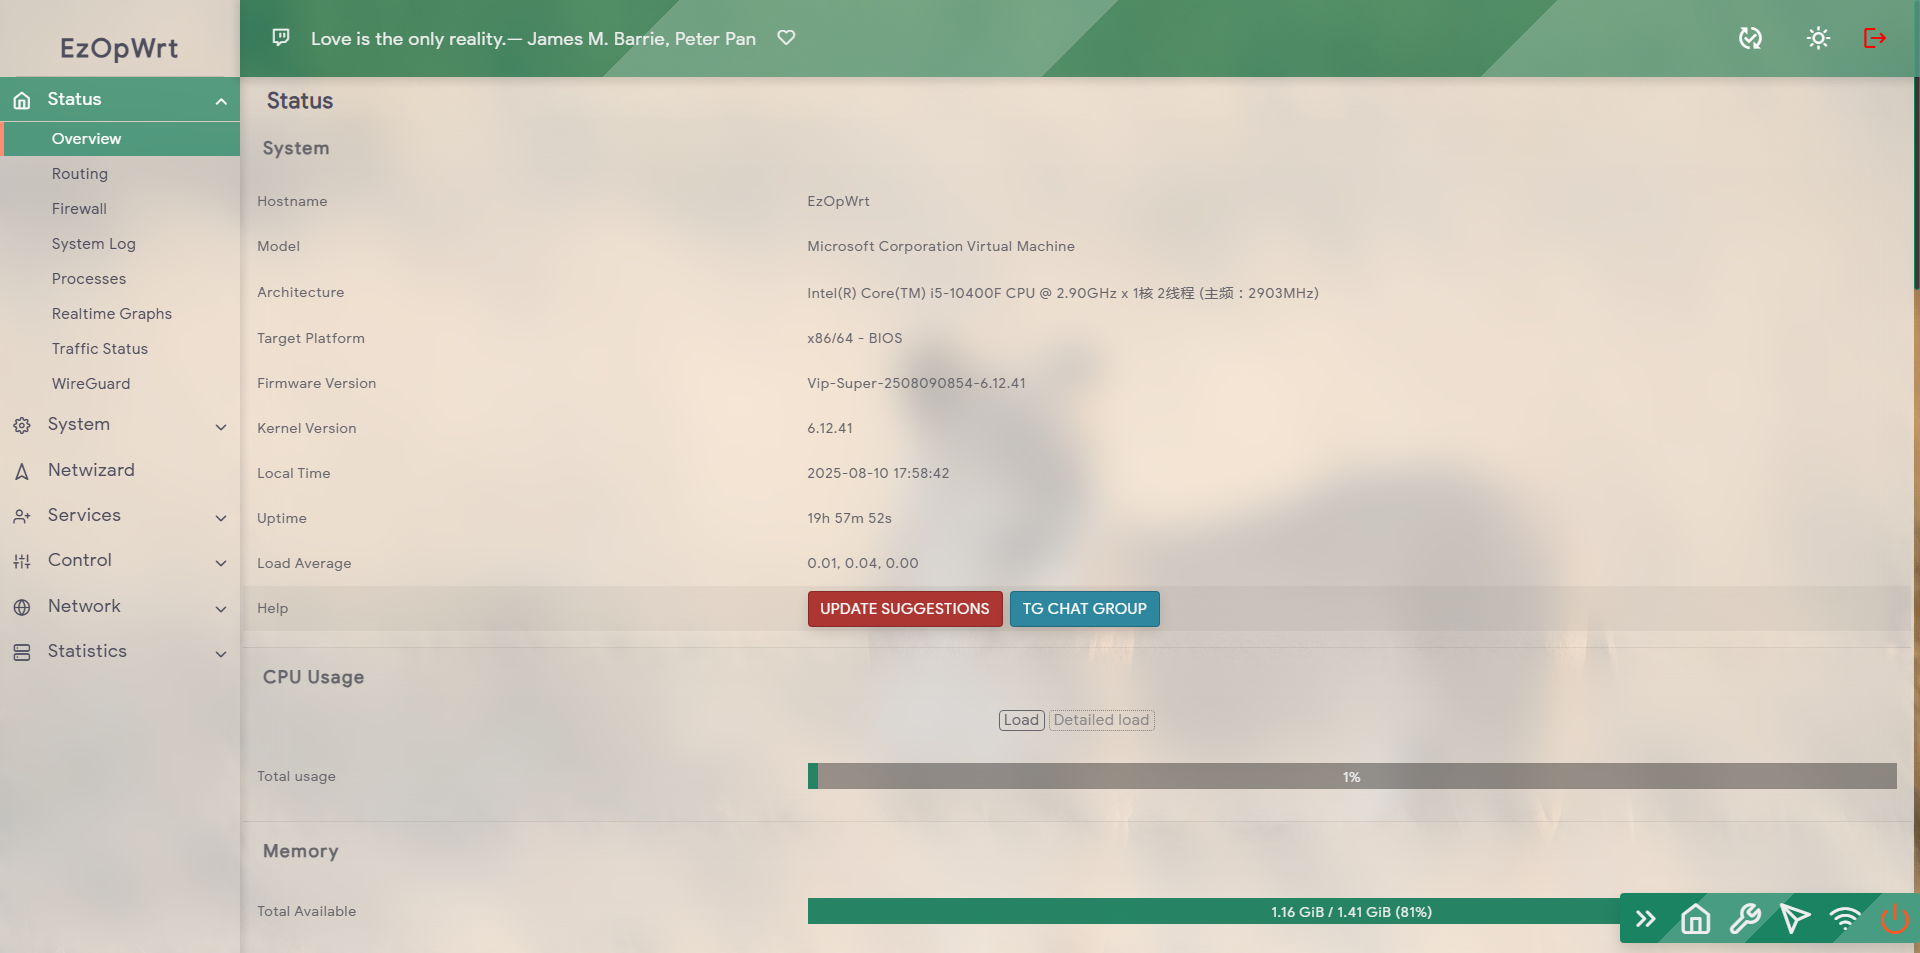 EzOpWrt
Love is the only reality.— James M. Barrie, Peter Pan
Status
Overview
Routing
Firewall
System Log
Processes
Realtime Graphs
Traffic Status
WireGuard
System
Netwizard
Services
Control
Network
Statistics
Status
System
Hostname EzOpWrt
Model Microsoft Corporation Virtual Machine
Architecture Intel(R) Core(TM) i5-10400F CPU @ 2.90GHz x 1核 2线程 (主频：2903MHz)
Target Platform x86/64 - BIOS
Firmware Version Vip-Super-2508090854-6.12.41
Kernel Version 6.12.41
Local Time 2025-08-10 17:58:42
Uptime 19h 57m 52s
Load Average 0.01, 0.04, 0.00
Help UPDATE SUGGESTIONS TG CHAT GROUP
CPU Usage
Load Detailed load
Total usage 1%
Memory
Total Available 1.16 GiB / 1.41 GiB (81%)